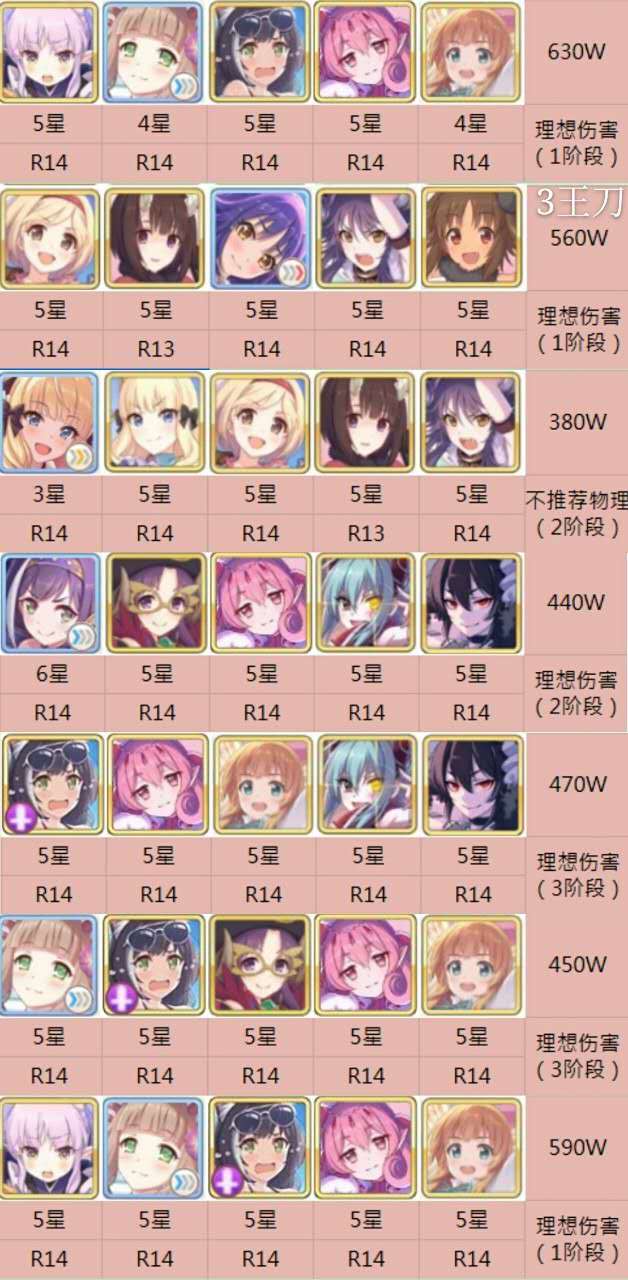 630W
5星 4星 5星 5星 4星 理想伤害
R14 R14 R14 R14 R14 (1阶段)
3王刀
560W
5星 5星 5星 5星 5星 理想伤害
R14 R13 R14 R14 R14 (1阶段)
380W
3星 5星 5星 5星 5星 不推荐物理
R14 R14 R14 R13 R14 (2阶段)
440W
6星 5星 5星 5星 5星 理想伤害
R14 R14 R14 R14 R14 (2阶段)
470W
5星 5星 5星 5星 5星 理想伤害
R14 R14 R14 R14 R14 (3阶段)
450W
5星 5星 5星 5星 5星 理想伤害
R14 R14 R14 R14 R14 (3阶段)
590W
5星 5星 5星 5星 5星 理想伤害
R14 R14 R14 R14 R14 (1阶段)